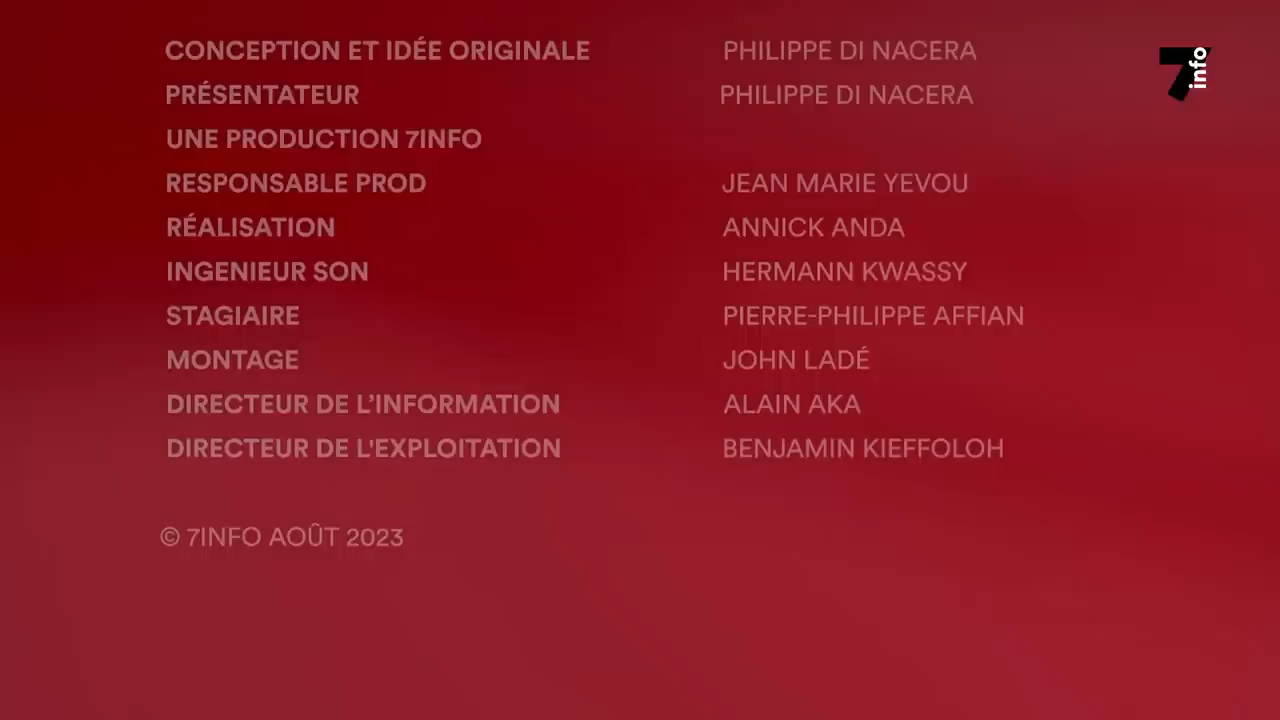 CONCEPTION ET IDÉE ORIGINALE PHILIPPE DI NACERA
PRÉSENTATEUR PHILIPPE DI NACERA
UNE PRODUCTION 7INFO
RESPONSABLE PROD JEAN MARIE YEVOU
RÉALISATION ANNICK ANDA
INGENIEUR SON HERMANN KWASSY
STAGIAIRE PIERRE-PHILIPPE AFFIAN
MONTAGE JOHN LADÉ
DIRECTEUR DE L’INFORMATION ALAIN AKA
DIRECTEUR DE L'EXPLOITATION BENJAMIN KIEFFOLOH
© 7INFO AOÛT 2023
7info